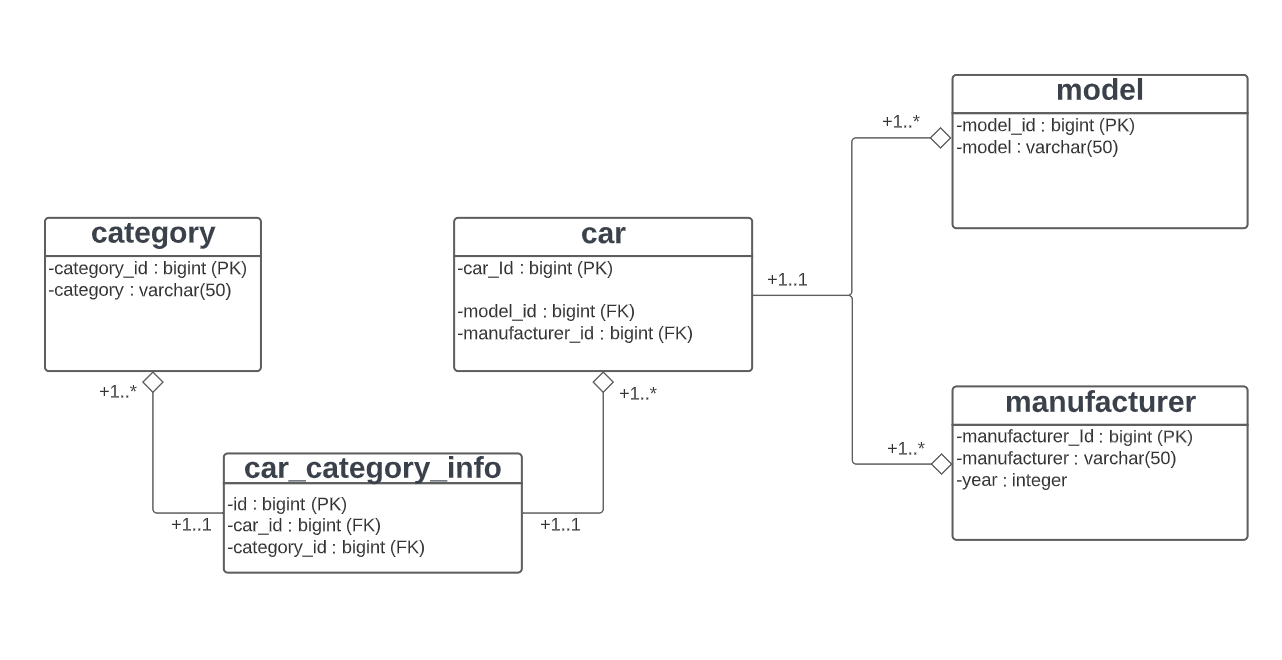 model
+1..*
-model_id : bigint (PK)
-model : varchar(50)
category
-category_id : bigint (PK)
-category : varchar(50)
+1..*
car
-car_Id : bigint (PK)
-model_id : bigint (FK)
-manufacturer_id : bigint (FK)
+1..1
+1..*
manufacturer
+1..*
-manufacturer_Id : bigint (PK)
-manufacturer : varchar(50)
-year : integer
car_category_info
-id : bigint (PK)
-car_id : bigint (FK)
-category_id : bigint (FK)
+1..1
+1..1